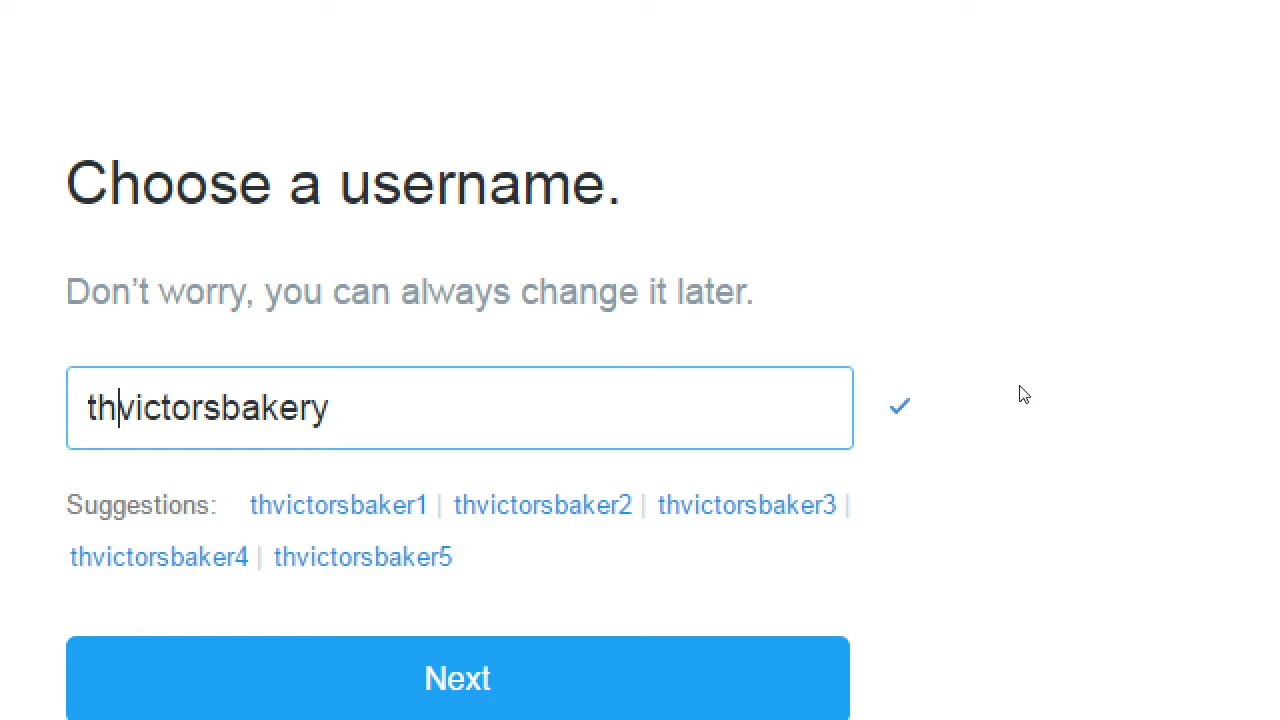 Choose a username.
Don't worry, you can always change it later.
thvictorsbakery
Suggestions: thvictorsbaker1 | thvictorsbaker2 | thvictorsbaker3 |
thvictorsbaker4 | thvictorsbaker5
Next